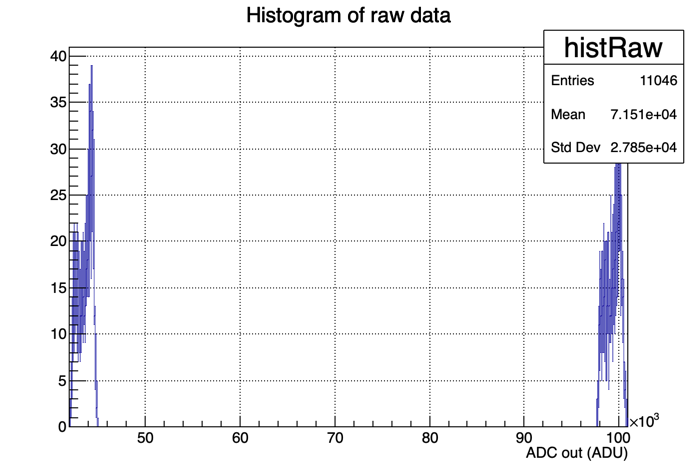 Histogram of raw data
histRaw
Entries 11046
Mean 7.151e+04
Std Dev 2.785e+04
40
35
30
25
20
15
10
5
0
50 60 70 80 90 100
×10³
ADC out (ADU)